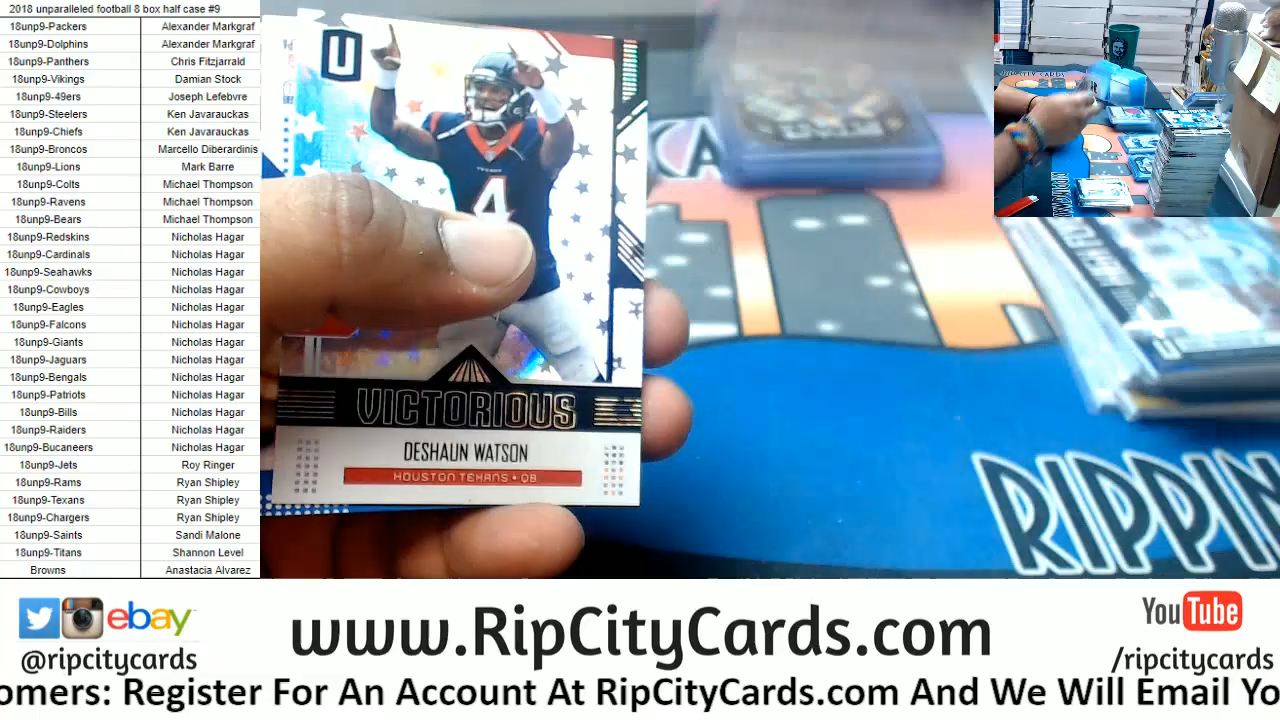 2018 unparalleled football 8 box half case #9
18unp9-Packers Alexander Markgraf
18unp9-Dolphins Alexander Markgraf
18unp9-Panthers Chris Fitzjarrald
18unp9-Vikings Damian Stock
18unp9-49ers Joseph Lefebvre
18unp9-Steelers Ken Javarauckas
18unp9-Chiefs Ken Javarauckas
18unp9-Broncos Marcello Diberardinis
18unp9-Lions Mark Barre
18unp9-Colts Michael Thompson
18unp9-Ravens Michael Thompson
18unp9-Bears Michael Thompson
18unp9-Redskins Nicholas Hagar
18unp9-Cardinals Nicholas Hagar
18unp9-Seahawks Nicholas Hagar
18unp9-Cowboys Nicholas Hagar
18unp9-Eagles Nicholas Hagar
18unp9-Falcons Nicholas Hagar
18unp9-Giants Nicholas Hagar
18unp9-Jaguars Nicholas Hagar
18unp9-Bengals Nicholas Hagar
18unp9-Patriots Nicholas Hagar
18unp9-Bills Nicholas Hagar
18unp9-Raiders Nicholas Hagar
18unp9-Bucaneers Nicholas Hagar
18unp9-Jets Roy Ringer
18unp9-Rams Ryan Shipley
18unp9-Texans Ryan Shipley
18unp9-Chargers Ryan Shipley
18unp9-Saints Sandi Malone
18unp9-Titans Shannon Level
Browns Anastacia Alvarez
U
4
VICTORIOUS
DESHAUN WATSON
HOUSTON TEXANS • QB
RIPPIN
ebay
@ripcitycards
www.RipCityCards.com
YouTube
/ripcitycards
omers: Register For An Account At RipCityCards.com And We Will Email Yo